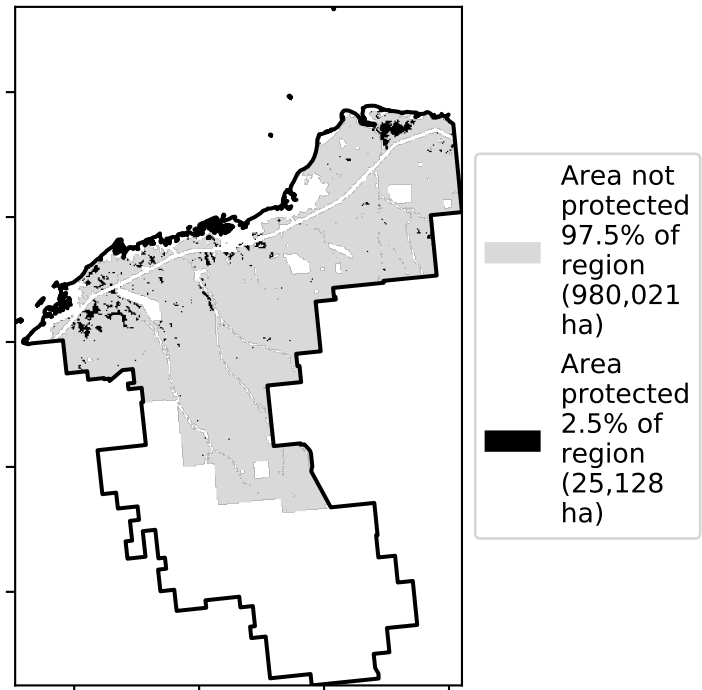 Area not
protected
97.5% of
region
(980,021
ha)
Area
protected
2.5% of
region
(25,128
ha)